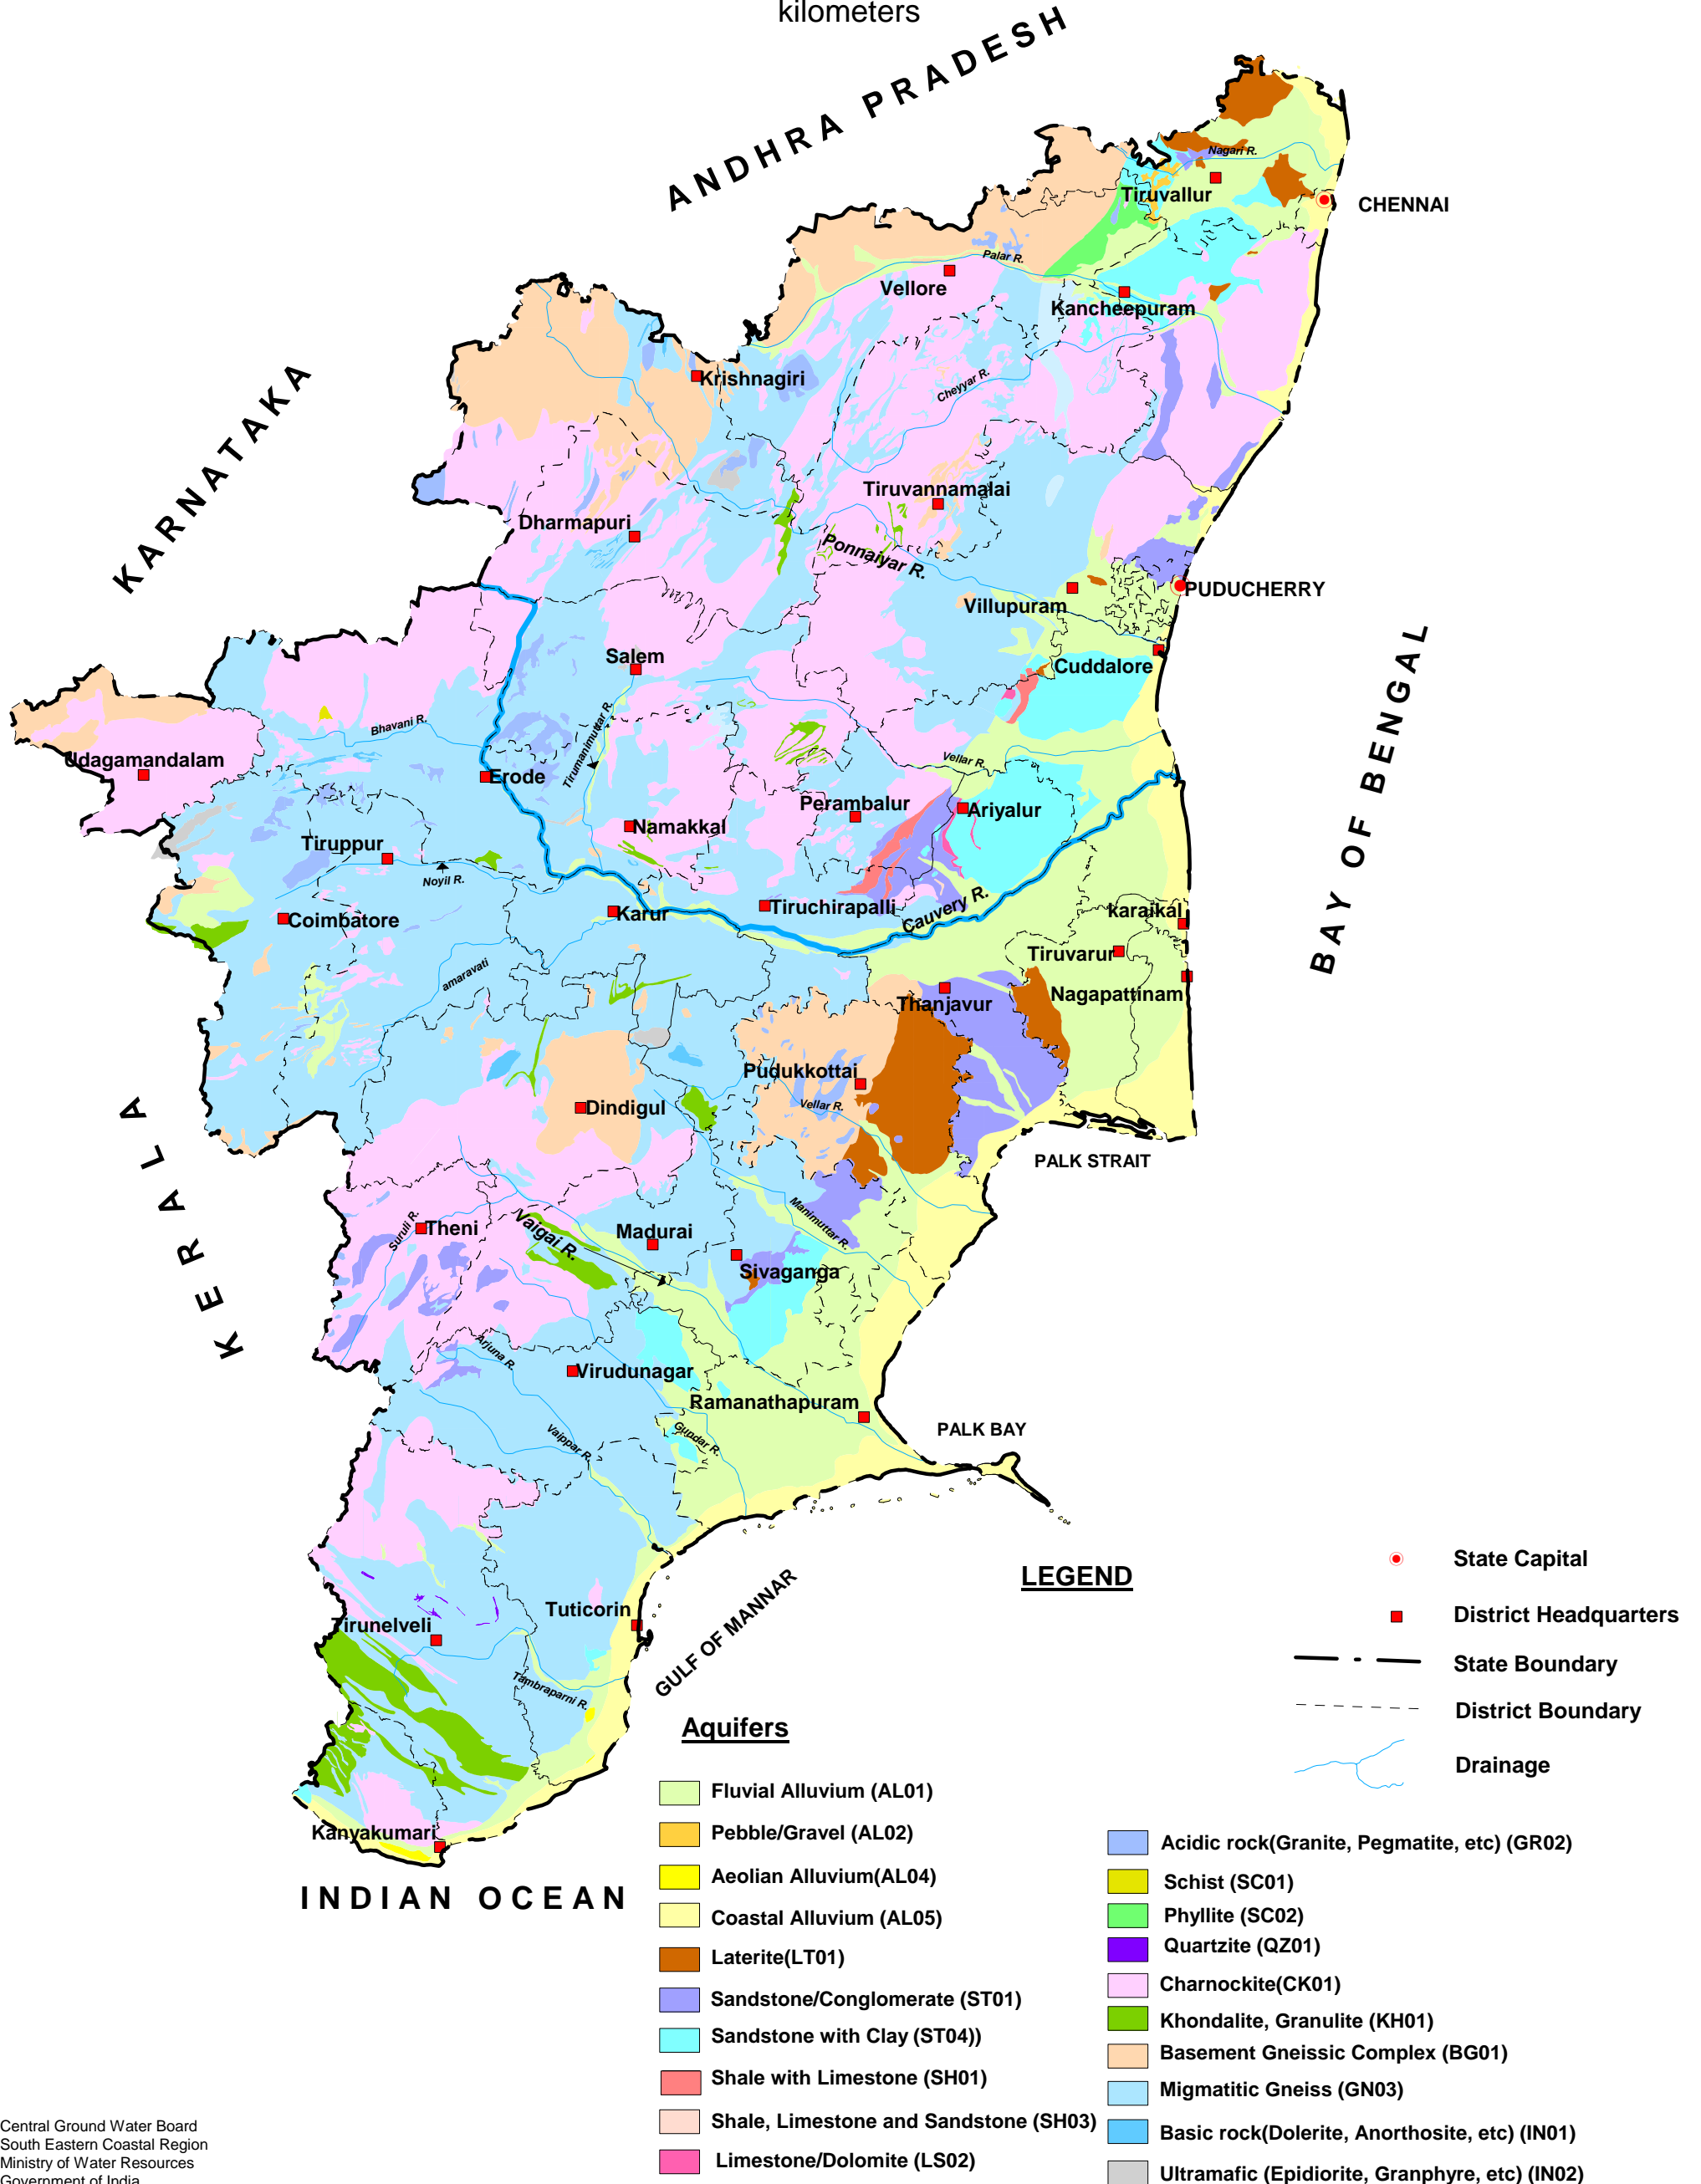 kilometers
ANDHRA PRADESH
Nagari R.
Tiruvallur
CHENNAI
Palar R.
Vellore
Kancheepuram
KARNATAKA
Krishnagiri
Cheyyar R.
Tiruvannamalai
Dharmapuri
Ponnaiyar R.
Villupuram
PUDUCHERRY
Salem
Cuddalore
BAY OF BENGAL
Bhavani R.
Tirumanimuttar R.
Udagamandalam
Erode
Vellar R.
Perambalur
Ariyalur
Namakkal
Tiruppur
Noyil R.
Coimbatore
Karur
Tiruchirapalli
Cauvery R.
karaikal
Tiruvarur
amaravati
Thanjavur
Nagapattinam
Pudukkottai
Vellar R.
Dindigul
KERALA
PALK STRAIT
Suruli R.
Theni
Vaigai R.
Madurai
Manimuttar R.
Sivaganga
Arjuna R.
Virudunagar
Ramanathapuram
Vaippar R.
Gundar R.
PALK BAY
Tirunelveli
Tuticorin
GULF OF MANNAR
Tambraparni R.
Kanyakumari
INDIAN OCEAN
LEGEND
State Capital
District Headquarters
State Boundary
District Boundary
Drainage
Aquifers
Fluvial Alluvium (AL01)
Pebble/Gravel (AL02)
Aeolian Alluvium(AL04)
Coastal Alluvium (AL05)
Laterite(LT01)
Sandstone/Conglomerate (ST01)
Sandstone with Clay (ST04))
Shale with Limestone (SH01)
Shale, Limestone and Sandstone (SH03)
Limestone/Dolomite (LS02)
Acidic rock(Granite, Pegmatite, etc) (GR02)
Schist (SC01)
Phyllite (SC02)
Quartzite (QZ01)
Charnockite(CK01)
Khondalite, Granulite (KH01)
Basement Gneissic Complex (BG01)
Migmatitic Gneiss (GN03)
Basic rock(Dolerite, Anorthosite, etc) (IN01)
Ultramafic (Epidiorite, Granphyre, etc) (IN02)
Central Ground Water Board
South Eastern Coastal Region
Ministry of Water Resources
Government of India